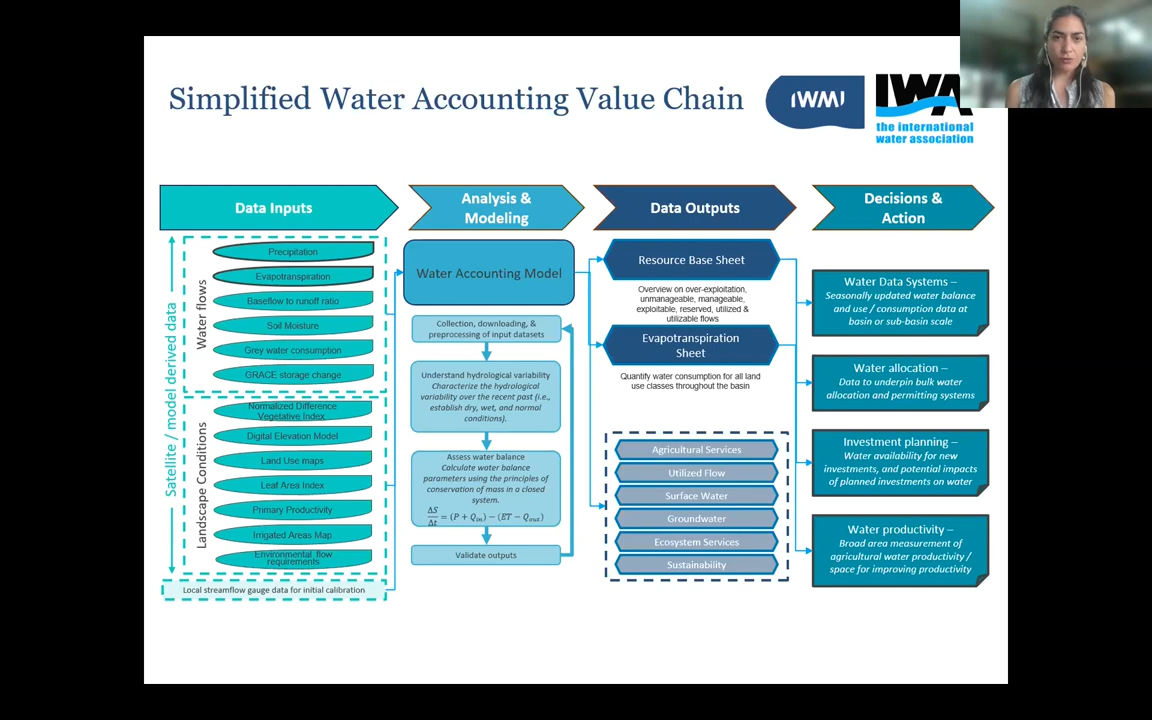 Simplified Water Accounting Value Chain
IWMI
IWA
the international
water association
Data Inputs
Analysis &
Modeling
Data Outputs
Decisions &
Action
Satellite / model derived data
Water flows
Precipitation
Evapotranspiration
Baseflow to runoff ratio
Soil Moisture
Grey water consumption
GRACE storage change
Landscape Conditions
Normalized Difference
Vegetative Index
Digital Elevation Model
Land Use maps
Leaf Area Index
Primary Productivity
Irrigated Areas Map
Environmental flow
requirements
Local streamflow gauge data for initial calibration
Water Accounting Model
Collection, downloading, &
preprocessing of input datasets
Understand hydrological variability
Characterize the hydrological
variability over the recent past (i.e.,
establish dry, wet, and normal
conditions).
Assess water balance
Calculate water balance
parameters using the principles of
conservation of mass in a closed
system.
ΔS/Δt = (P + Qin) − (ET − Qout)
Validate outputs
Resource Base Sheet
Overview on over-exploitation,
unmanageable, manageable,
exploitable, reserved, utilized &
utilizable flows
Evapotranspiration
Sheet
Quantify water consumption for all land
use classes throughout the basin
Agricultural Services
Utilized Flow
Surface Water
Groundwater
Ecosystem Services
Sustainability
Water Data Systems –
Seasonally updated water balance
and use / consumption data at
basin or sub-basin scale
Water allocation –
Data to underpin bulk water
allocation and permitting systems
Investment planning –
Water availability for new
investments, and potential impacts
of planned investments on water
Water productivity –
Broad area measurement of
agricultural water productivity /
space for improving productivity